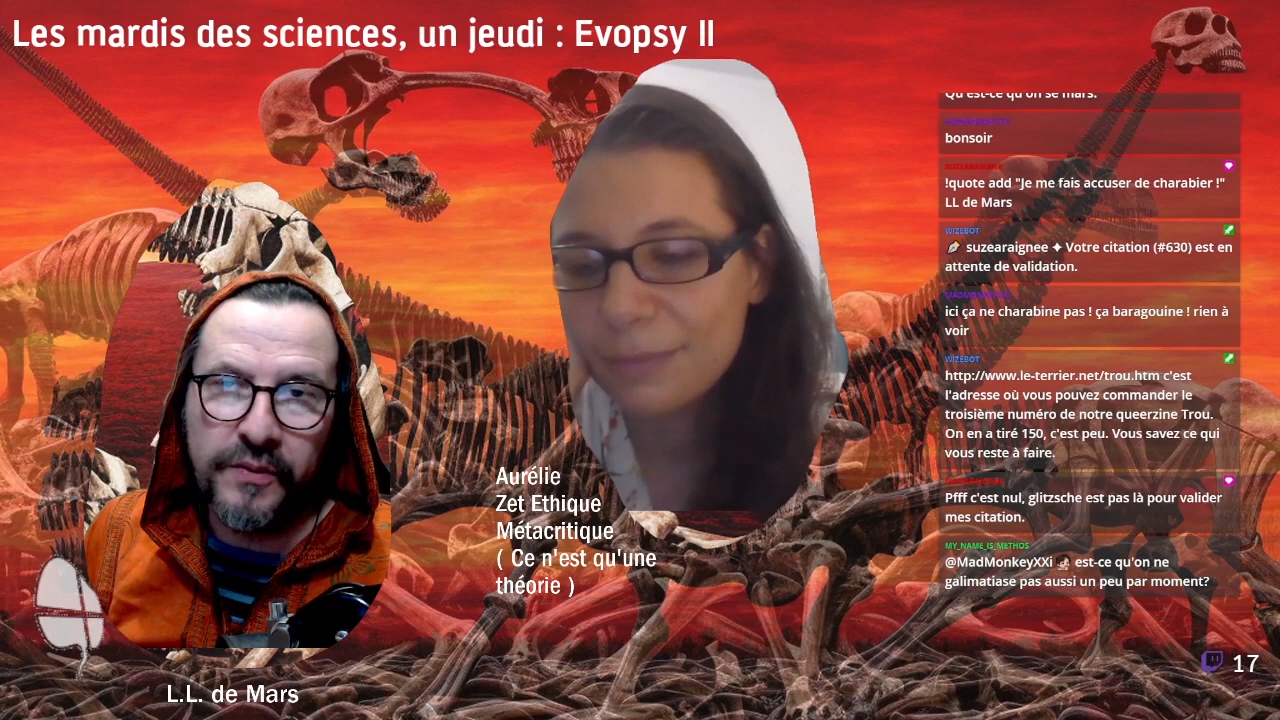 Les mardis des sciences, un jeudi : Evopsy II
Qu'est-ce qu'on se mars.
bonsoir
!quote add "Je me fais accuser de charabier !"
LL de Mars
WIZEBOT
suzearaignee ✦ Votre citation (#630) est en
attente de validation.
ici ça ne charabine pas ! ça baragouine ! rien à
voir
WIZEBOT
http://www.le-terrier.net/trou.htm c'est
l'adresse où vous pouvez commander le
troisième numéro de notre queerzine Trou.
On en a tiré 150, c'est peu. Vous savez ce qui
vous reste à faire.
Pfff c'est nul, glitzsche est pas là pour valider
mes citation.
MY_NAME_IS_METHOS
@MadMonkeyXXi est-ce qu'on ne
galimatiase pas aussi un peu par moment?
Aurélie
Zet Ethique
Métacritique
( Ce n'est qu'une
théorie )
L.L. de Mars
17